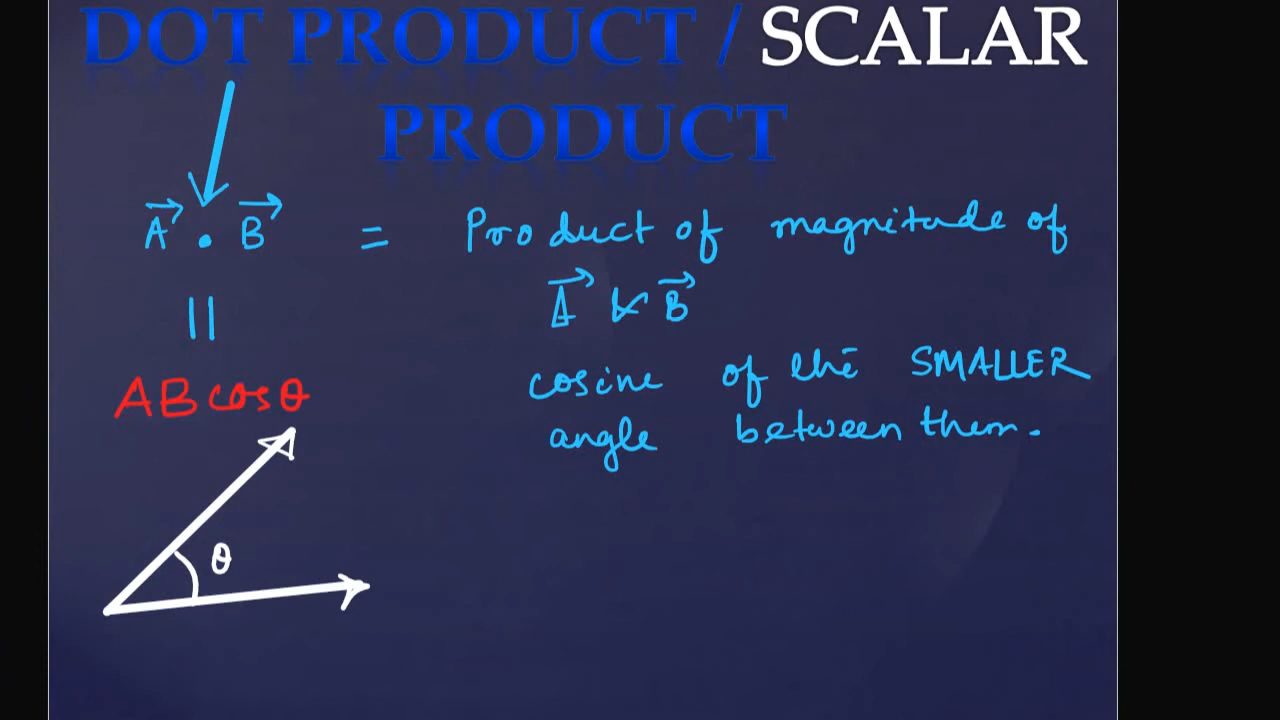 DOT PRODUCT / SCALAR
PRODUCT
A⃗ • B⃗ = Product of magnitude of
A⃗ & B⃗
||
cosine of the SMALLER
ABcosθ
angle between them.
θ